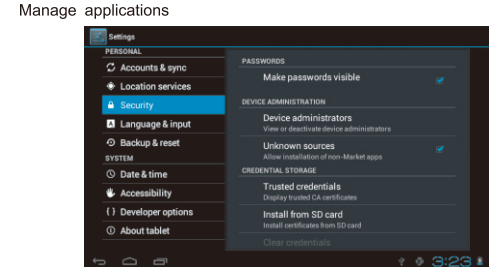 Manage applications
Settings
PERSONAL
Accounts & sync
Location services
Security
Language & input
Backup & reset
SYSTEM
Date & time
Accessibility
Developer options
About tablet
PASSWORDS
Make passwords visible
DEVICE ADMINISTRATION
Device administrators
View or deactivate device administrators
Unknown sources
Allow installation of non-Market apps
CREDENTIAL STORAGE
Trusted credentials
Display trusted CA certificates
Install from SD card
Install certificates from SD card
Clear credentials
3:23